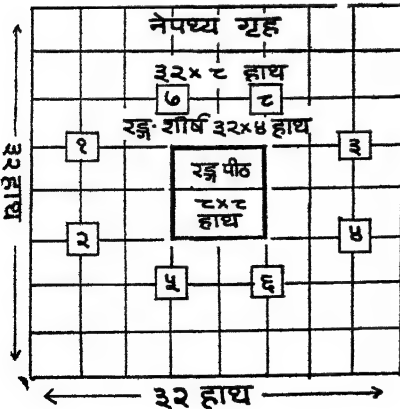 नेपथ्य गृह
३२×८ हाथ
७ ८
रङ्ग-शीर्ष ३२×४ हाथ
१ ३
रङ्ग पीठ
३२ हाथ
८×८
हाथ
२ ४
५ ६
३२ हाथ